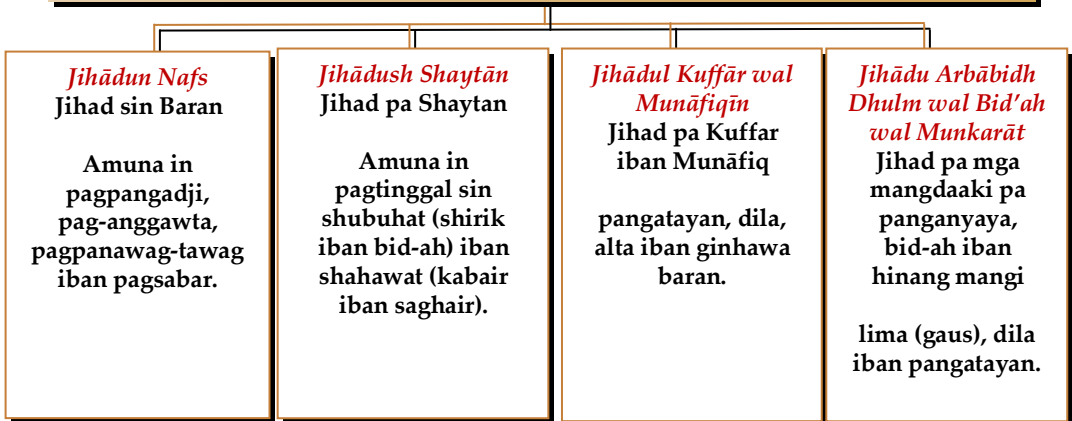 Jihādun Nafs
Jihad sin Baran
Amuna in
pagpangadji,
pag-anggawta,
pagpanawag-tawag
iban pagsabar.
Jihādush Shaytān
Jihad pa Shaytan
Amuna in
pagtinggal sin
shubuhat (shirik
iban bid-ah) iban
shahawat (kabair
iban saghair).
Jihādul Kuffār wal
Munāfiqīn
Jihad pa Kuffar
iban Munāfiq
pangatayan, dila,
alta iban ginhawa
baran.
Jihādu Arbābidh
Dhulm wal Bid'ah
wal Munkarāt
Jihad pa mga
mangdaaki pa
panganyaya,
bid-ah iban
hinang mangi
lima (gaus), dila
iban pangatayan.